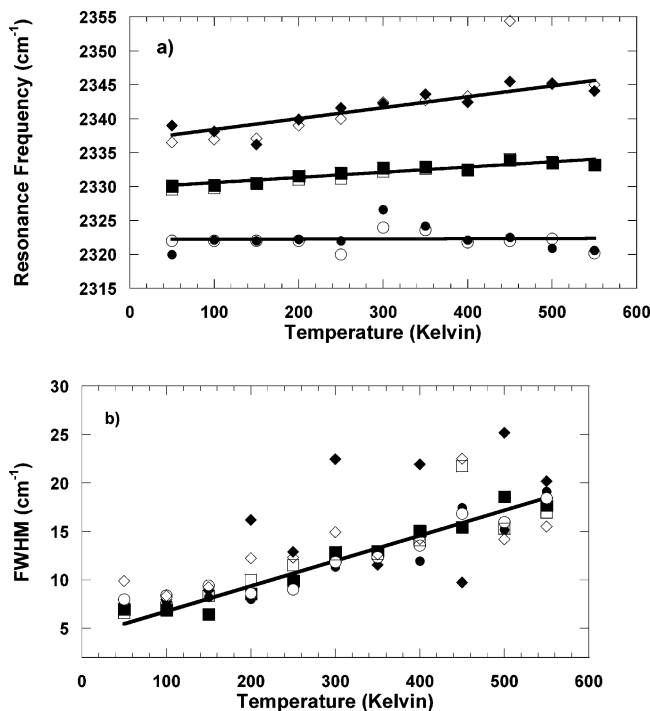 a)
Resonance Frequency (cm-1)
2355
2350
2345
2340
2335
2330
2325
2320
2315
0 100 200 300 400 500 600
Temperature (Kelvin)
b)
FWHM (cm-1)
30
25
20
15
10
5
0 100 200 300 400 500 600
Temperature (Kelvin)